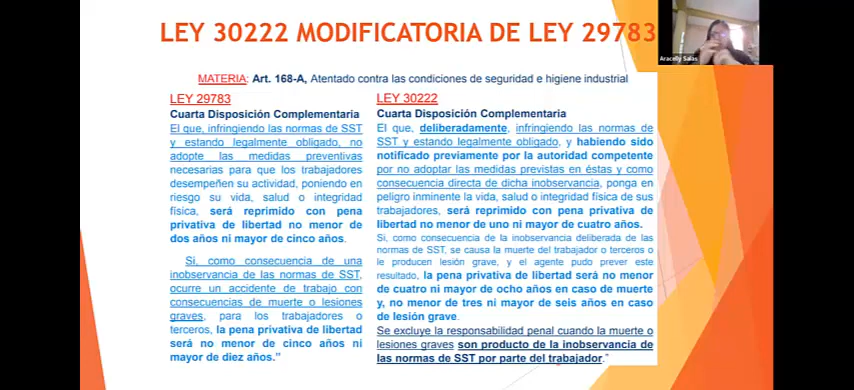 LEY 30222 MODIFICATORIA DE LEY 29783
Aracelly Salas
MATERIA: Art. 168-A, Atentado contra las condiciones de seguridad e higiene industrial
LEY 29783
Cuarta Disposición Complementaria
El que, infringiendo las normas de SST
y estando legalmente obligado, no
adopte las medidas preventivas
necesarias para que los trabajadores
desempeñen su actividad, poniendo en
riesgo su vida, salud o integridad
física, será reprimido con pena
privativa de libertad no menor de
dos años ni mayor de cinco años.
Si, como consecuencia de una
inobservancia de las normas de SST,
ocurre un accidente de trabajo con
consecuencias de muerte o lesiones
graves, para los trabajadores o
terceros, la pena privativa de libertad
será no menor de cinco años ni
mayor de diez años.”
LEY 30222
Cuarta Disposición Complementaria
El que, deliberadamente, infringiendo las normas de
SST y estando legalmente obligado, y habiendo sido
notificado previamente por la autoridad competente
por no adoptar las medidas previstas en éstas y como
consecuencia directa de dicha inobservancia, ponga en
peligro inminente la vida, salud o integridad física de sus
trabajadores, será reprimido con pena privativa de
libertad no menor de uno ni mayor de cuatro años.
Si, como consecuencia de la inobservancia deliberada de las
normas de SST, se causa la muerte del trabajador o terceros o
le producen lesión grave, y el agente pudo prever este
resultado, la pena privativa de libertad será no menor
de cuatro ni mayor de ocho años en caso de muerte
y, no menor de tres ni mayor de seis años en caso
de lesión grave.
Se excluye la responsabilidad penal cuando la muerte o
lesiones graves son producto de la inobservancia de
las normas de SST por parte del trabajador.”